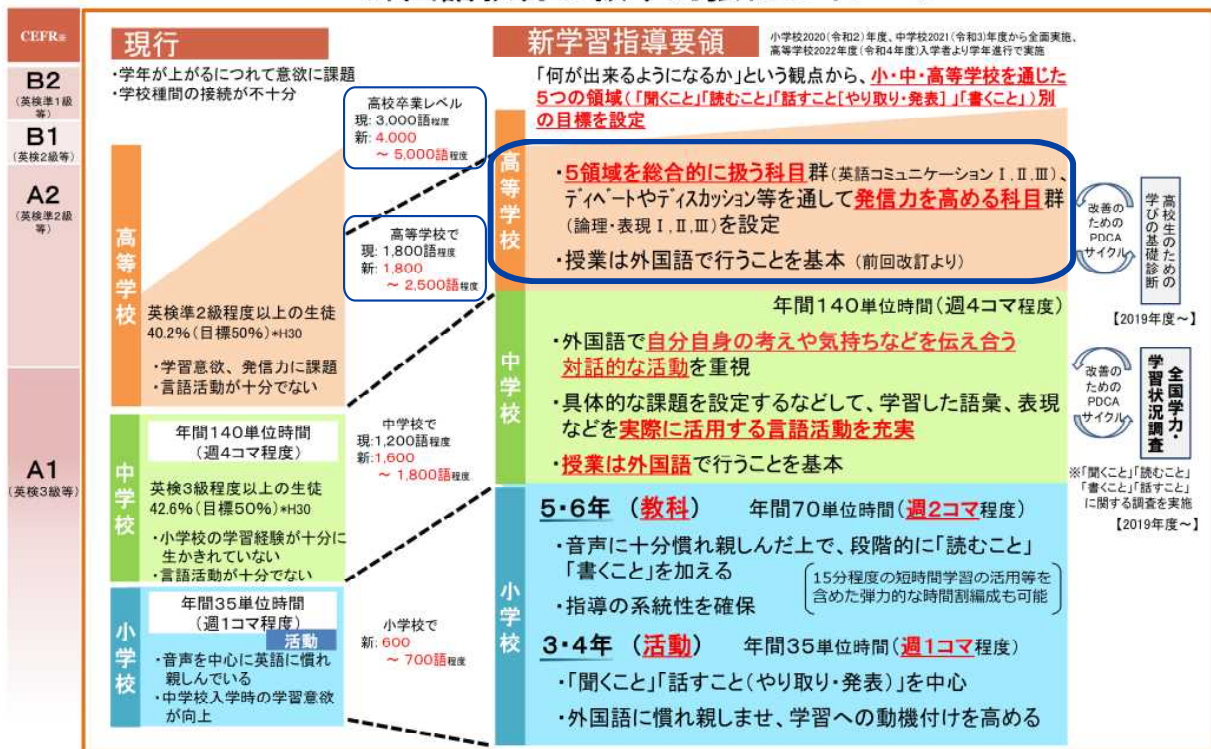 CEFR※
B2
(英検準1級
等)
B1
(英検2級等)
A2
(英検準2級
等)
A1
(英検3級等)
現行
・学年が上がるにつれて意欲に課題
・学校種間の接続が不十分
高等学校
英検準2級程度以上の生徒
40.2%(目標50%)*H30
・学習意欲、発信力に課題
・言語活動が十分でない
中学校
年間140単位時間
(週4コマ程度)
英検3級程度以上の生徒
42.6%(目標50%)*H30
・小学校の学習経験が十分に
生かきれていない
・言語活動が十分でない
小学校
年間35単位時間
(週1コマ程度)
活動
・音声を中心に英語に慣れ
親しんでいる
・中学校入学時の学習意欲
が向上
高校卒業レベル
現:3,000語程度
新:4,000
～5,000語程度
高等学校で
現:1,800語程度
新:1,800
～2,500語程度
中学校で
現:1,200語程度
新:1,600
～1,800語程度
小学校で
新:600
～700語程度
新学習指導要領
小学校2020(令和2)年度、中学校2021(令和3)年度から全面実施、
高等学校2022年度(令和4年度)入学者より学年進行で実施
「何が出来るようになるか」という観点から、小・中・高等学校を通じた
5つの領域(「聞くこと」「読むこと」「話すこと[やり取り・発表]」「書くこと」)別
の目標を設定
高等学校
・5領域を総合的に扱う科目群(英語コミュニケーションⅠ,Ⅱ,Ⅲ)、
ディベートやディスカッション等を通して発信力を高める科目群
(論理・表現Ⅰ,Ⅱ,Ⅲ)を設定
・授業は外国語で行うことを基本(前回改訂より)
中学校
年間140単位時間(週4コマ程度)
・外国語で自分自身の考えや気持ちなどを伝え合う
対話的な活動を重視
・具体的な課題を設定するなどして、学習した語彙、表現
などを実際に活用する言語活動を充実
・授業は外国語で行うことを基本
小学校
5・6年(教科) 年間70単位時間(週2コマ程度)
・音声に十分慣れ親しんだ上で、段階的に「読むこと」
「書くこと」を加える
・指導の系統性を確保
15分程度の短時間学習の活用等を
含めた弾力的な時間割編成も可能
3・4年(活動) 年間35単位時間(週1コマ程度)
・「聞くこと」「話すこと(やり取り・発表)」を中心
・外国語に慣れ親しませ、学習への動機付けを高める
改善の
ための
PDCA
サイクル
高校生のための
学びの基礎診断
【2019年度～】
改善の
ための
PDCA
サイクル
全国学力・
学習状況調査
※「聞くこと」「読むこと」
「書くこと」「話すこと」
に関する調査を実施
【2019年度～】